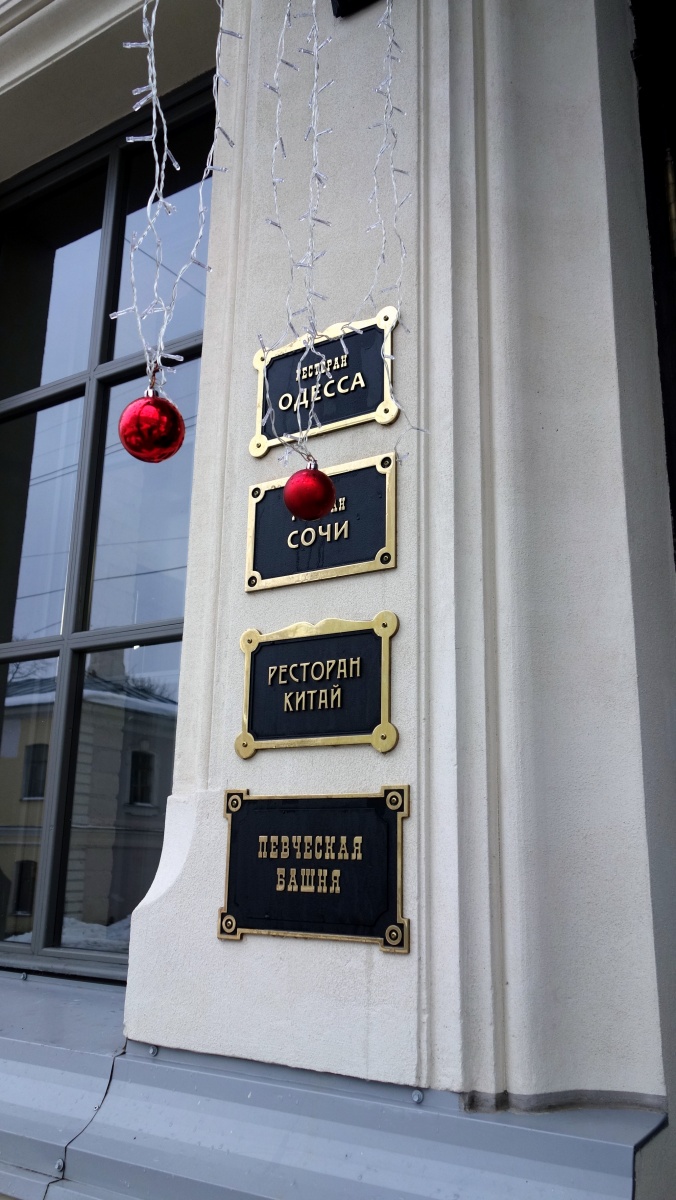 РЕСТОРАН
ОДЕССА
СОЧИ
РЕСТОРАН
КИТАЙ
ПЕВЧЕСКАЯ
БАШНЯ